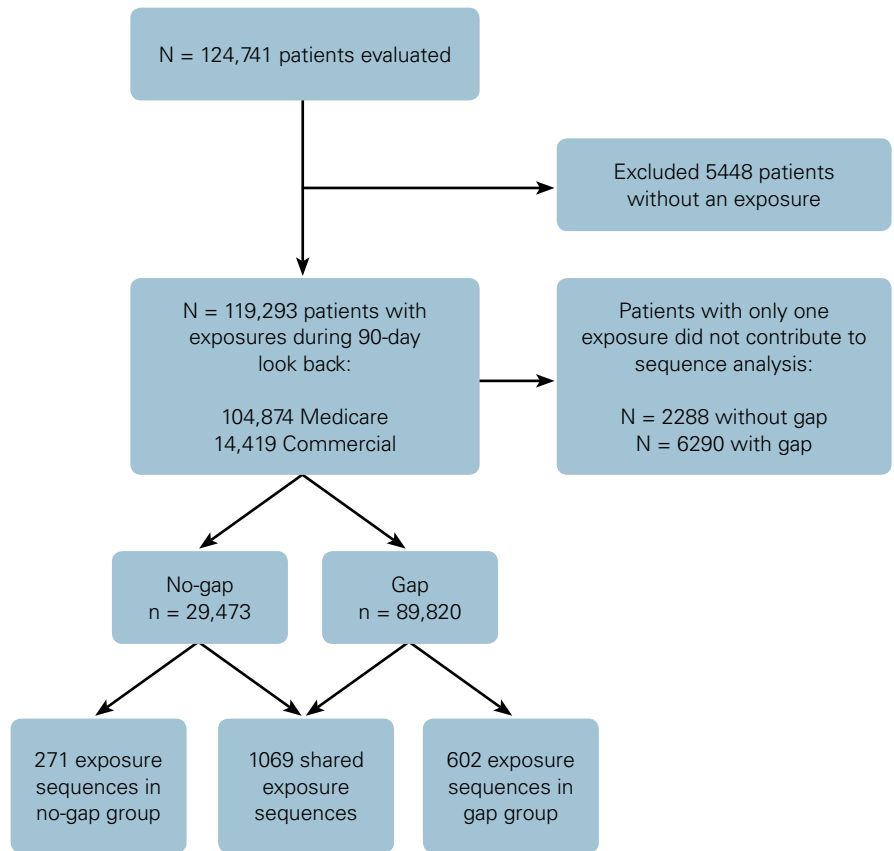 N = 124,741 patients evaluated
Excluded 5448 patients
without an exposure
N = 119,293 patients with
exposures during 90-day
look back:
104,874 Medicare
14,419 Commercial
Patients with only one
exposure did not contribute to
sequence analysis:
N = 2288 without gap
N = 6290 with gap
No-gap
n = 29,473
Gap
n = 89,820
271 exposure
sequences in
no-gap group
1069 shared
exposure
sequences
602 exposure
sequences in
gap group